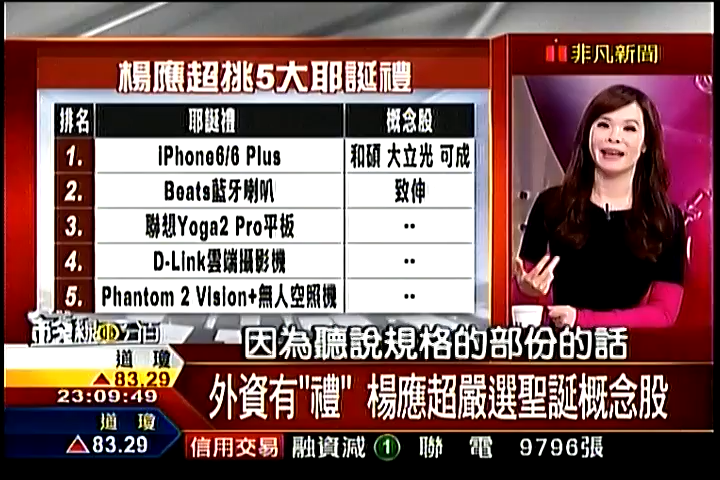 非凡新聞
楊應超挑5大耶誕禮
排名 耶誕禮 概念股
1. iPhone6/6 Plus 和碩 大立光 可成
2. Beats藍牙喇叭 致伸
3. 聯想Yoga2 Pro平板 --
4. D-Link雲端攝影機 --
5. Phantom 2 Vision+無人空照機 --
因為聽說規格的部份的話
道瓊
▲83.29
23:09:49
外資有"禮" 楊應超嚴選聖誕概念股
道瓊
▲83.29
信用交易 融資減 1 聯電 9796張